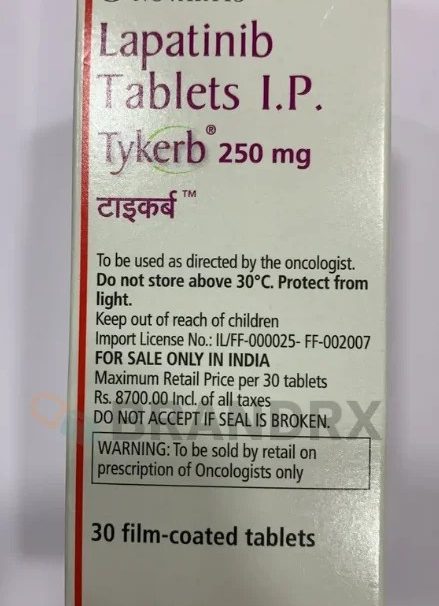 Lapatinib
Tablets I.P.
Tykerb® 250 mg
टाइकर्ब ™
To be used as directed by the oncologist.
Do not store above 30°C. Protect from
light.
Keep out of reach of children
Import License No.: IL/FF-000025- FF-002007
FOR SALE ONLY IN INDIA
Maximum Retail Price per 30 tablets
Rs. 8700.00 Incl. of all taxes
DO NOT ACCEPT IF SEAL IS BROKEN.
WARNING: To be sold by retail on
prescription of Oncologists only
30 film-coated tablets